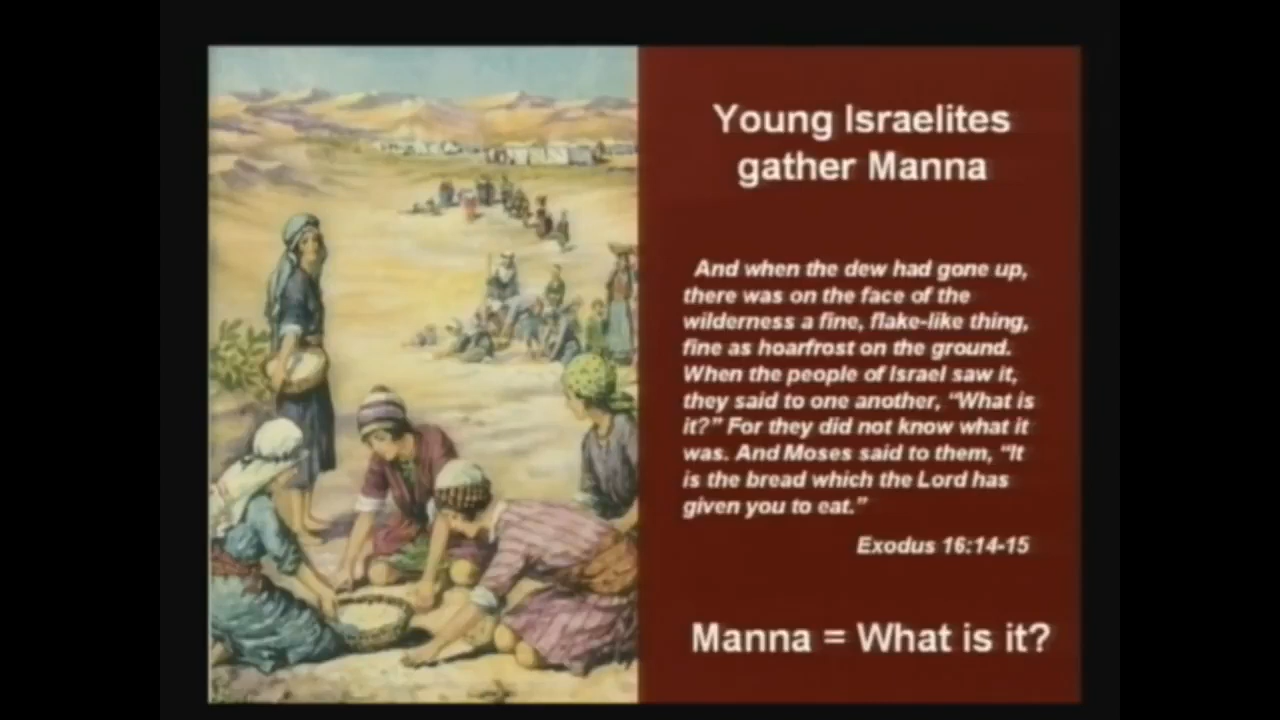 Young Israelites
gather Manna
And when the dew had gone up,
there was on the face of the
wilderness a fine, flake-like thing,
fine as hoarfrost on the ground.
When the people of Israel saw it,
they said to one another, “What is
it?” For they did not know what it
was. And Moses said to them, “It
is the bread which the Lord has
given you to eat.”
Exodus 16:14-15
Manna = What is it?